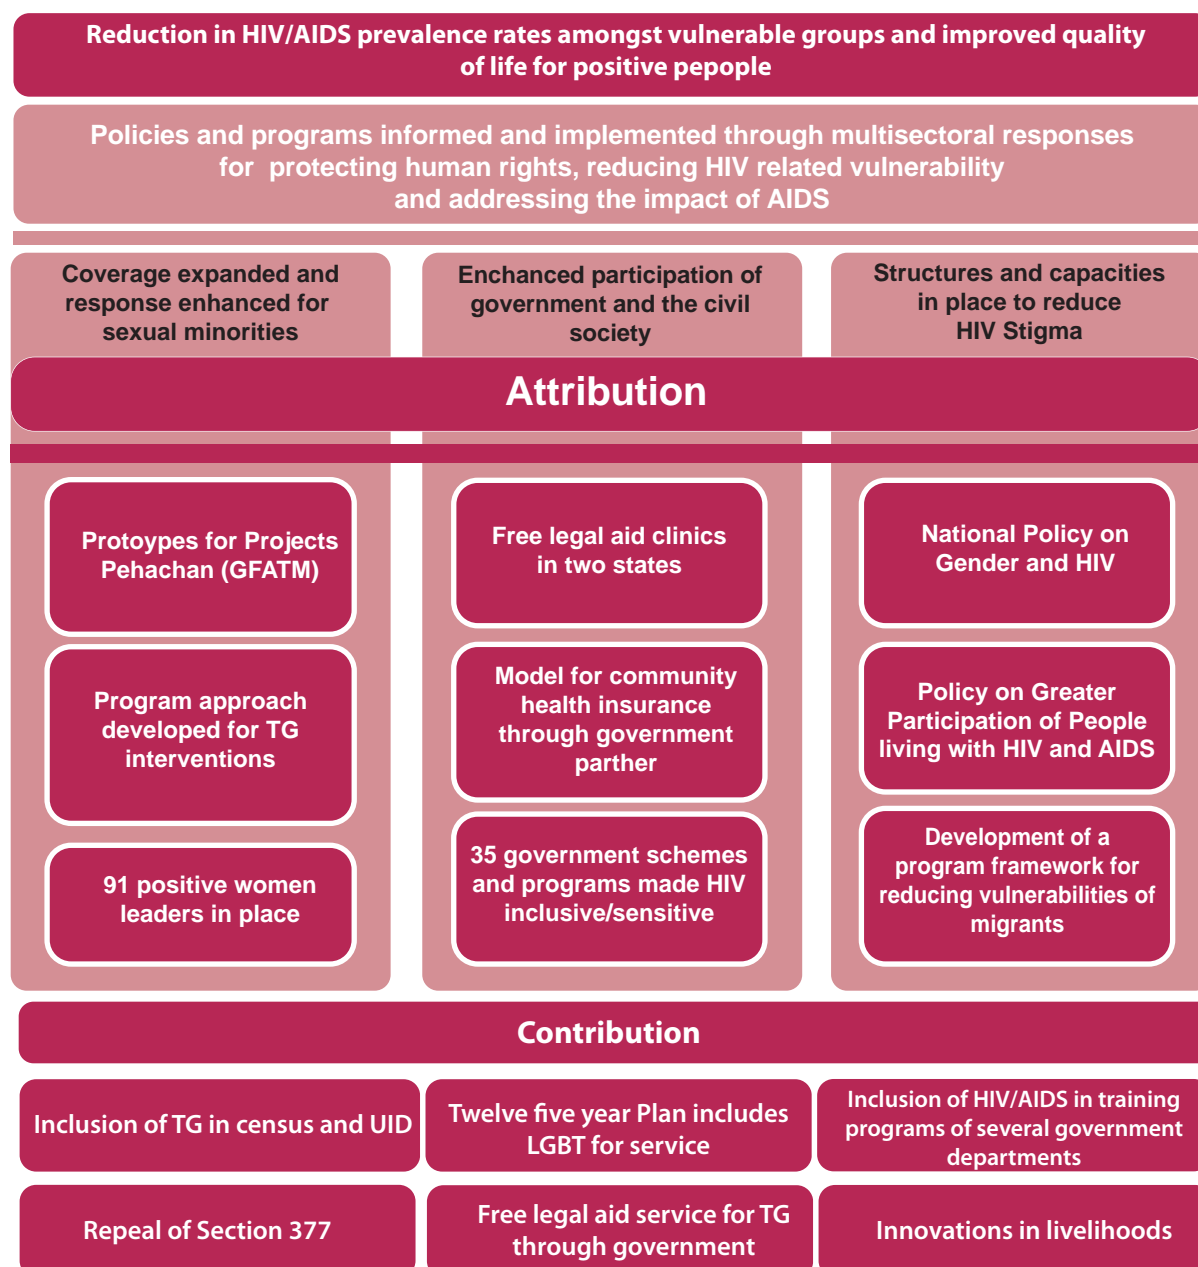 Reduction in HIV/AIDS prevalence rates amongst vulnerable groups and improved quality
of life for positive pepople
Policies and programs informed and implemented through multisectoral responses
for protecting human rights, reducing HIV related vulnerability
and addressing the impact of AIDS
Coverage expanded and
response enhanced for
sexual minorities
Enchanced participation of
government and the civil
society
Structures and capacities
in place to reduce
HIV Stigma
Attribution
Protoypes for Projects
Pehachan (GFATM)
Free legal aid clinics
in two states
National Policy on
Gender and HIV
Program approach
developed for TG
interventions
Model for community
health insurance
through government
parther
Policy on Greater
Participation of People
living with HIV and AIDS
91 positive women
leaders in place
35 government schemes
and programs made HIV
inclusive/sensitive
Development of a
program framework for
reducing vulnerabilities of
migrants
Contribution
Inclusion of TG in census and UID
Twelve five year Plan includes
LGBT for service
Inclusion of HIV/AIDS in training
programs of several government
departments
Repeal of Section 377
Free legal aid service for TG
through government
Innovations in livelihoods